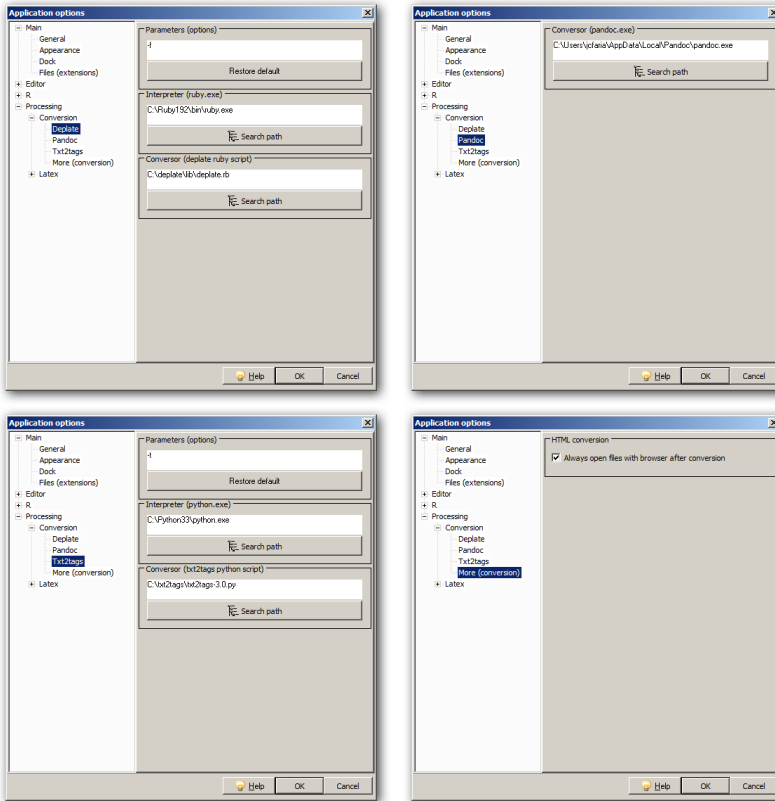 Application options
Main
General
Appearance
Dock
Files (extensions)
Editor
R
Processing
Conversion
Deplate
Pandoc
Txt2tags
More (conversion)
Latex
Parameters (options)
Restore default
Interpreter (ruby.exe)
C:\Ruby192\bin\ruby.exe
Search path
Conversor (deplate ruby script)
C:\deplate\lib\deplate.rb
Search path
Help OK Cancel
Application options
Main
General
Appearance
Dock
Files (extensions)
Editor
R
Processing
Conversion
Deplate
Pandoc
Txt2tags
More (conversion)
Latex
Conversor (pandoc.exe)
C:\Users\jcfaria\AppData\Local\Pandoc\pandoc.exe
Search path
Help OK Cancel
Application options
Main
General
Appearance
Dock
Files (extensions)
Editor
R
Processing
Conversion
Deplate
Pandoc
Txt2tags
More (conversion)
Latex
Parameters (options)
-t
Restore default
Interpreter (python.exe)
C:\Python33\python.exe
Search path
Conversor (txt2tags python script)
C:\txt2tags\txt2tags-3.0.py
Search path
Help OK Cancel
Application options
Main
General
Appearance
Dock
Files (extensions)
Editor
R
Processing
Conversion
Deplate
Pandoc
Txt2tags
More (conversion)
Latex
HTML conversion
Always open files with browser after conversion
Help OK Cancel